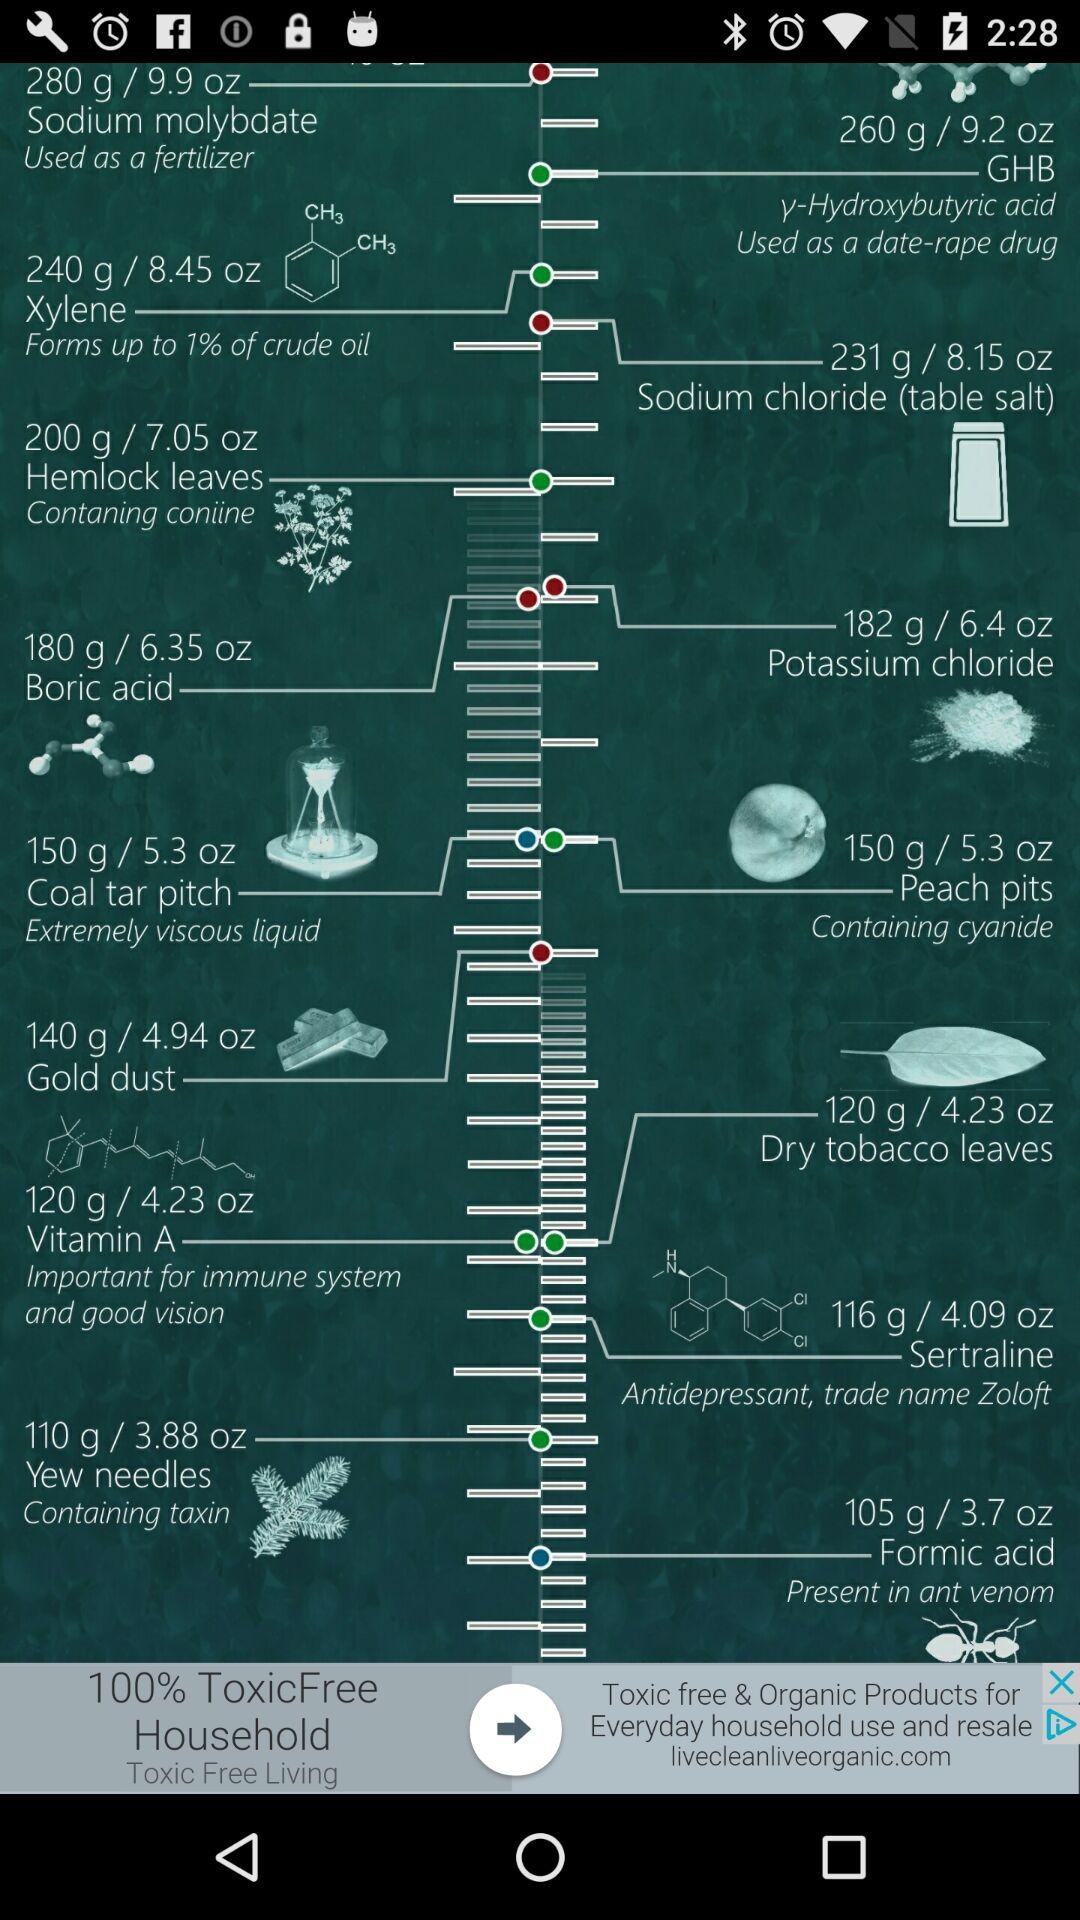 2:28
280 g / 9.9 oz
Sodium molybdate
Used as a fertilizer
260 g / 9.2 oz
GHB
γ-Hydroxybutyric acid
Used as a date-rape drug
CH3
CH3
240 g / 8.45 oz
Xylene
Forms up to 1% of crude oil
231 g / 8.15 oz
Sodium chloride (table salt)
200 g / 7.05 oz
Hemlock leaves
Contaning coniine
182 g / 6.4 oz
Potassium chloride
180 g / 6.35 oz
Boric acid
150 g / 5.3 oz
Coal tar pitch
Extremely viscous liquid
150 g / 5.3 oz
Peach pits
Containing cyanide
140 g / 4.94 oz
Gold dust
120 g / 4.23 oz
Dry tobacco leaves
OH
120 g / 4.23 oz
Vitamin A
Important for immune system
and good vision
H
N
Cl
Cl
116 g / 4.09 oz
Sertraline
Antidepressant, trade name Zoloft
110 g / 3.88 oz
Yew needles
Containing taxin
105 g / 3.7 oz
Formic acid
Present in ant venom
100% ToxicFree
Household
Toxic Free Living
Toxic free & Organic Products for
Everyday household use and resale
livecleanliveorganic.com